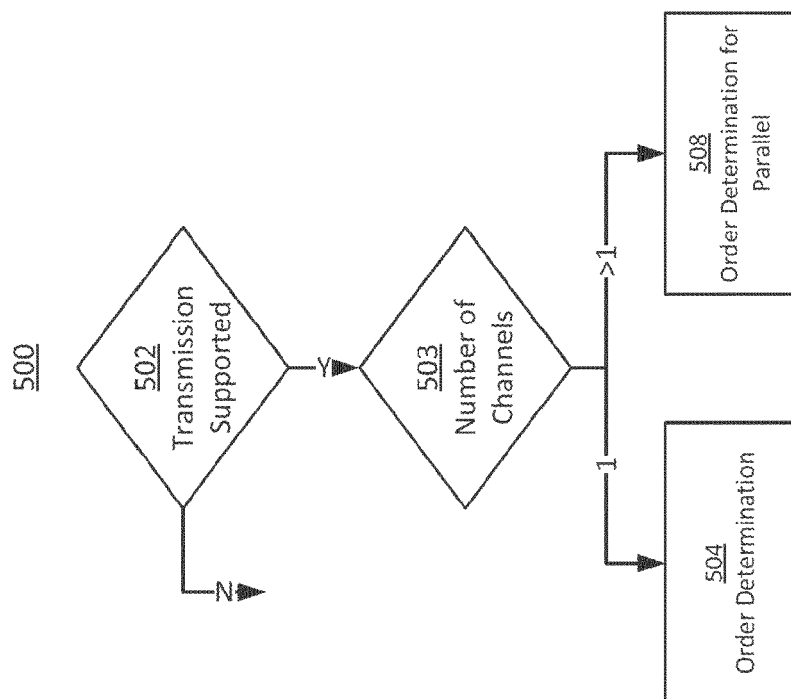 500
502
Transmission
Supported
N
Y
503
Number of
Channels
1
>1
504
Order Determination
508
Order Determination for
Parallel